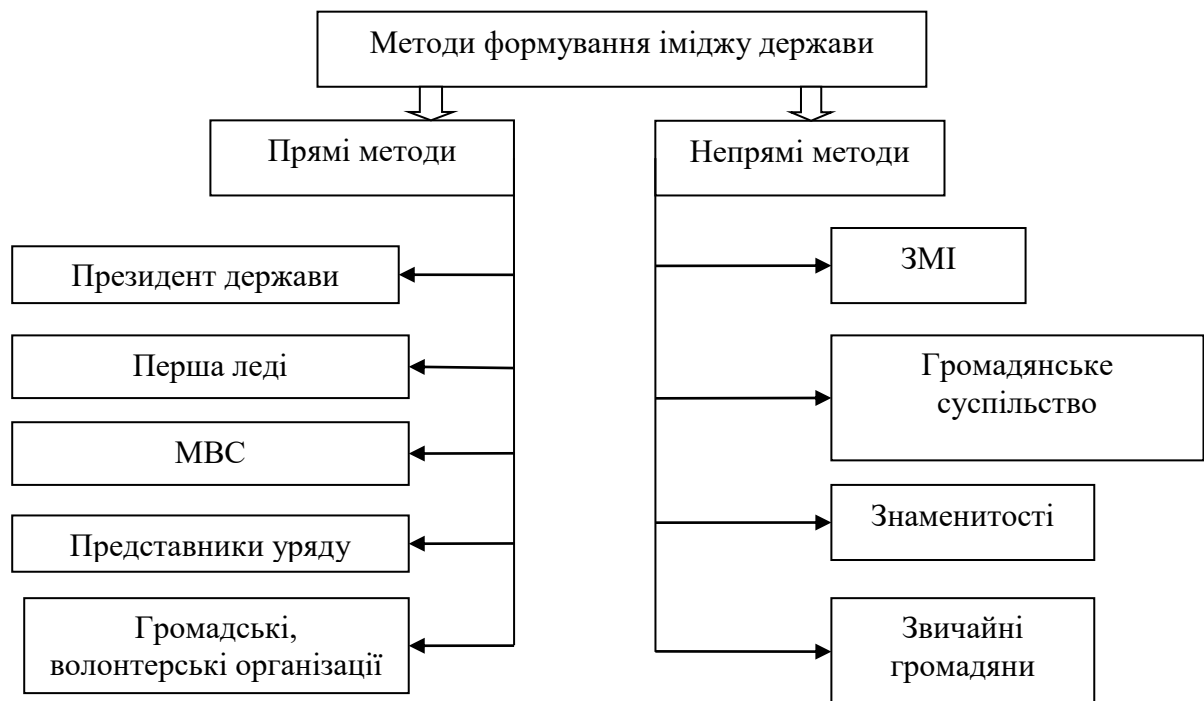 Методи формування іміджу держави
Прямі методи
Непрямі методи
Президент держави
Перша леді
МВС
Представники уряду
Громадські,
волонтерські організації
ЗМІ
Громадянське
суспільство
Знаменитості
Звичайні
громадяни